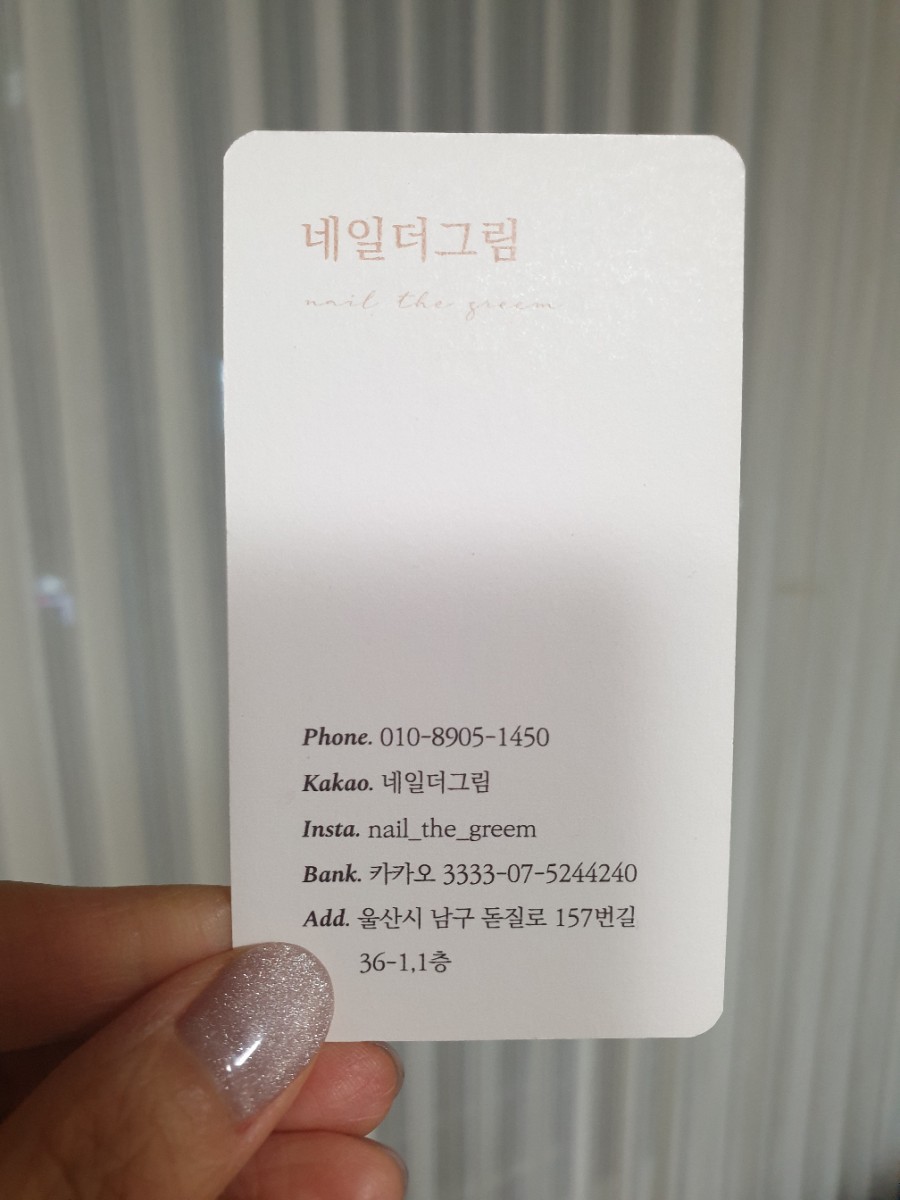 네일더그림
nail the greem
Phone. 010-8905-1450
Kakao. 네일더그림
Insta. nail_the_greem
Bank. 카카오 3333-07-5244240
Add. 울산시 남구 돋질로 157번길
36-1,1층